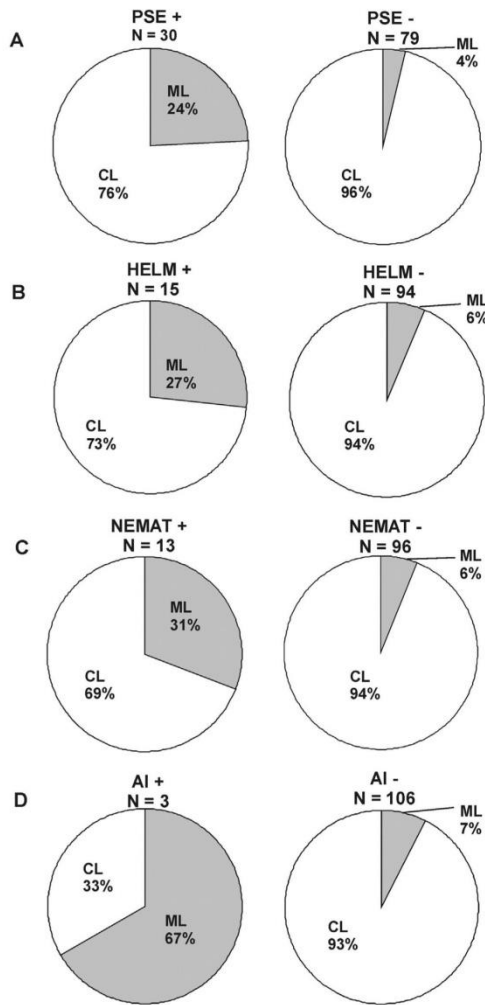 A
PSE +
N = 30
ML
24%
CL
76%
PSE -
N = 79
ML
4%
CL
96%
B
HELM +
N = 15
ML
27%
CL
73%
HELM -
N = 94
ML
6%
CL
94%
C
NEMAT +
N = 13
ML
31%
CL
69%
NEMAT -
N = 96
ML
6%
CL
94%
D
AI +
N = 3
CL
33%
ML
67%
AI -
N = 106
ML
7%
CL
93%